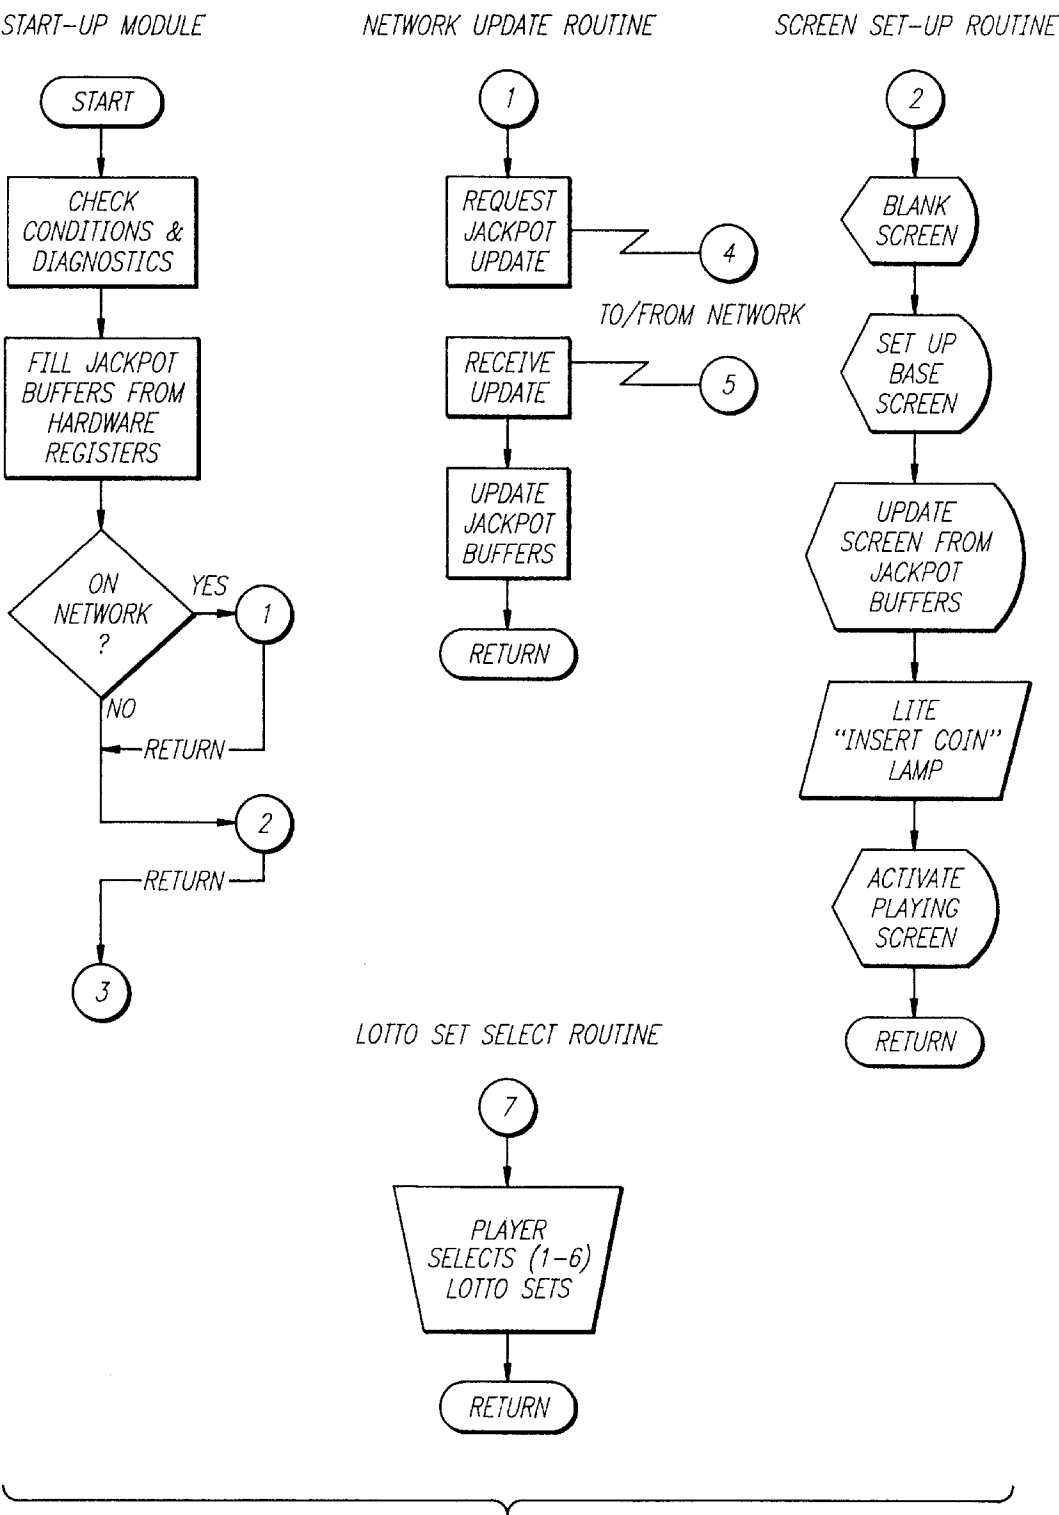 START-UP MODULE
START
CHECK
CONDITIONS &
DIAGNOSTICS
FILL JACKPOT
BUFFERS FROM
HARDWARE
REGISTERS
ON
NETWORK
?
YES
1
NO
RETURN
2
RETURN
3
NETWORK UPDATE ROUTINE
1
REQUEST
JACKPOT
UPDATE
4
TO/FROM NETWORK
RECEIVE
UPDATE
5
UPDATE
JACKPOT
BUFFERS
RETURN
SCREEN SET-UP ROUTINE
2
BLANK
SCREEN
SET UP
BASE
SCREEN
UPDATE
SCREEN FROM
JACKPOT
BUFFERS
LITE
"INSERT COIN"
LAMP
ACTIVATE
PLAYING
SCREEN
RETURN
LOTTO SET SELECT ROUTINE
7
PLAYER
SELECTS (1-6)
LOTTO SETS
RETURN